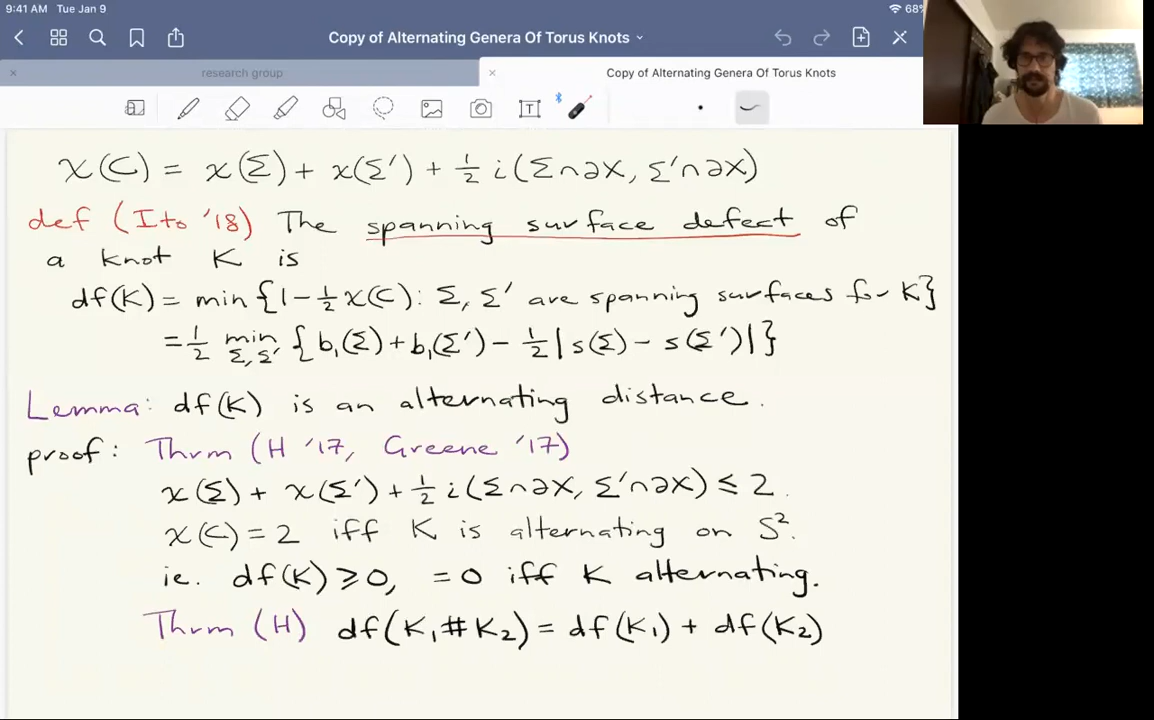 9:41 AM Tue Jan 9
68%
Copy of Alternating Genera Of Torus Knots
research group
Copy of Alternating Genera Of Torus Knots
T
χ(C) = χ(Σ) + χ(Σ') + ½ i(Σ∩∂X, Σ'∩∂X)
def (Ito '18) The spanning surface defect of
a knot K is
df(K) = min{1-½χ(C): Σ, Σ' are spanning surfaces for K}
= ½ min_{Σ,Σ'} {b₁(Σ) + b₁(Σ') - ½|s(Σ) - s(Σ')|}
Lemma: df(K) is an alternating distance.
proof: Thrm (H '17, Greene '17)
χ(Σ) + χ(Σ') + ½ i(Σ∩∂X, Σ'∩∂X) ≤ 2.
χ(C) = 2 iff K is alternating on S².
ie. df(K) ≥ 0, = 0 iff K alternating.
Thrm (H) df(K₁ # K₂) = df(K₁) + df(K₂)